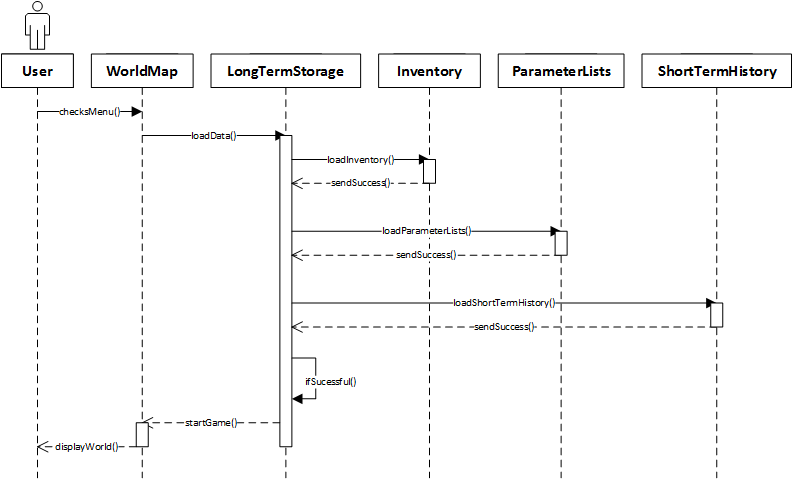 User
WorldMap
LongTermStorage
Inventory
ParameterLists
ShortTermHistory
checksMenu()
loadData()
loadInventory()
sendSuccess()
loadParameterLists()
sendSuccess()
loadShortTermHistory()
sendSuccess()
ifSucessful()
startGame()
displayWorld()